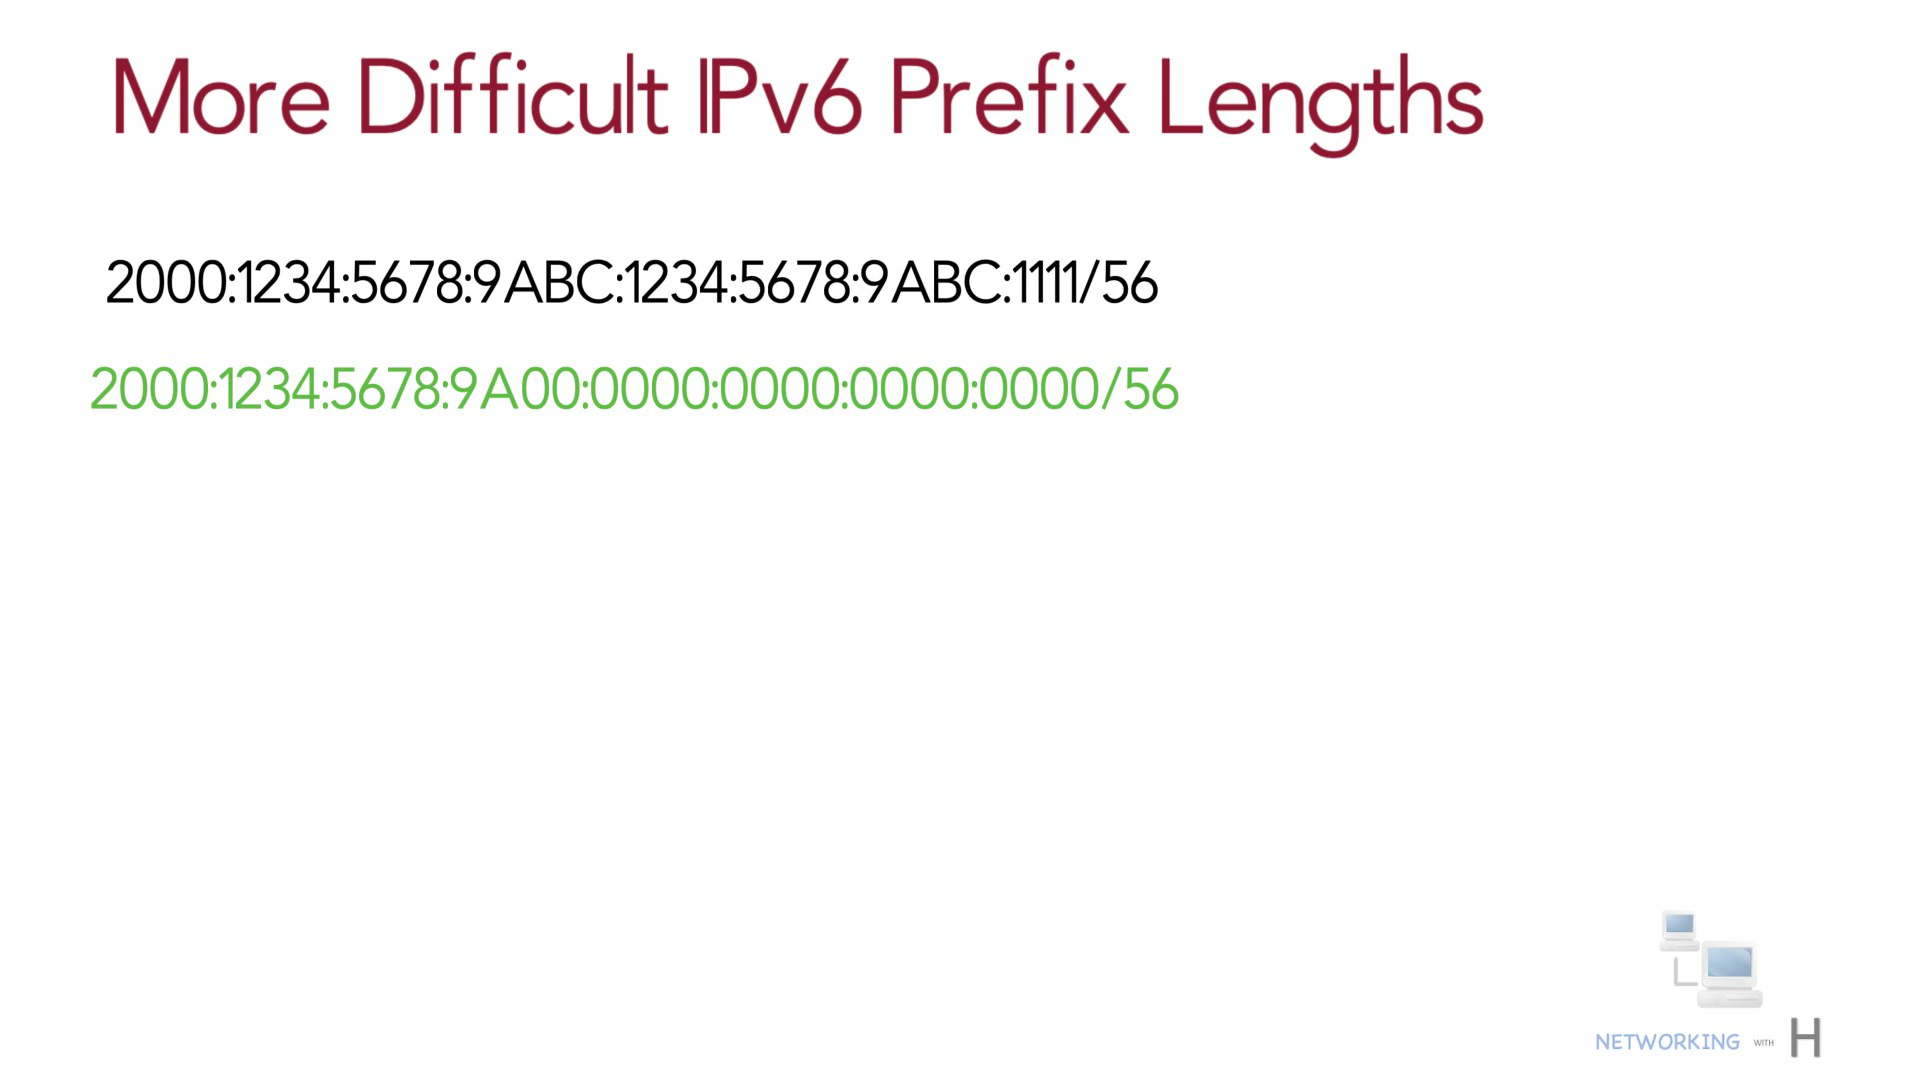 More Difficult IPv6 Prefix Lengths
2000:1234:5678:9ABC:1234:5678:9ABC:1111/56
2000:1234:5678:9A00:0000:0000:0000:0000/56
NETWORKING WITH H